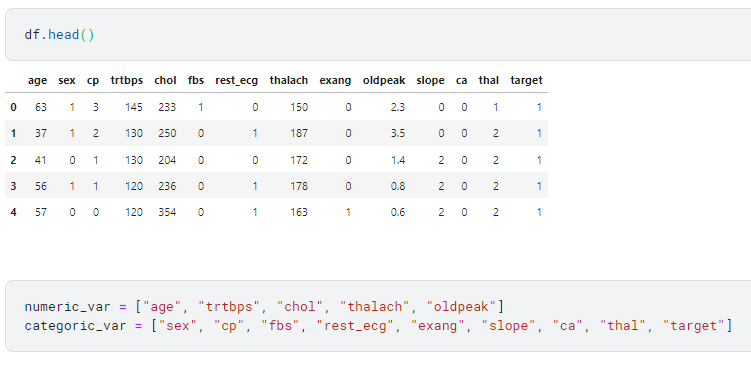 df.head()
age sex cp trtbps chol fbs rest_ecg thalach exang oldpeak slope ca thal target
0 63 1 3 145 233 1 0 150 0 2.3 0 0 1 1
1 37 1 2 130 250 0 1 187 0 3.5 0 0 2 1
2 41 0 1 130 204 0 0 172 0 1.4 2 0 2 1
3 56 1 1 120 236 0 1 178 0 0.8 2 0 2 1
4 57 0 0 120 354 0 1 163 1 0.6 2 0 2 1
numeric_var = ["age", "trtbps", "chol", "thalach", "oldpeak"]
categoric_var = ["sex", "cp", "fbs", "rest_ecg", "exang", "slope", "ca", "thal", "target"]